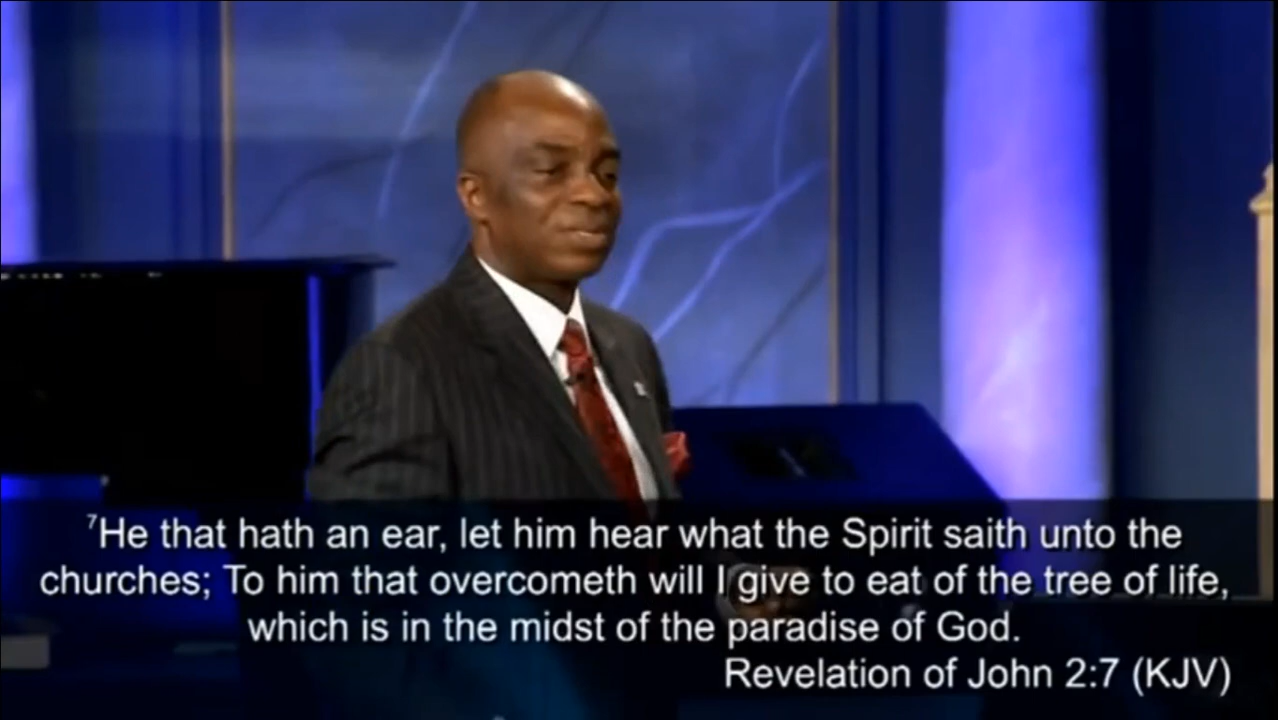 ⁷He that hath an ear, let him hear what the Spirit saith unto the
churches; To him that overcometh will I give to eat of the tree of life,
which is in the midst of the paradise of God.
Revelation of John 2:7 (KJV)